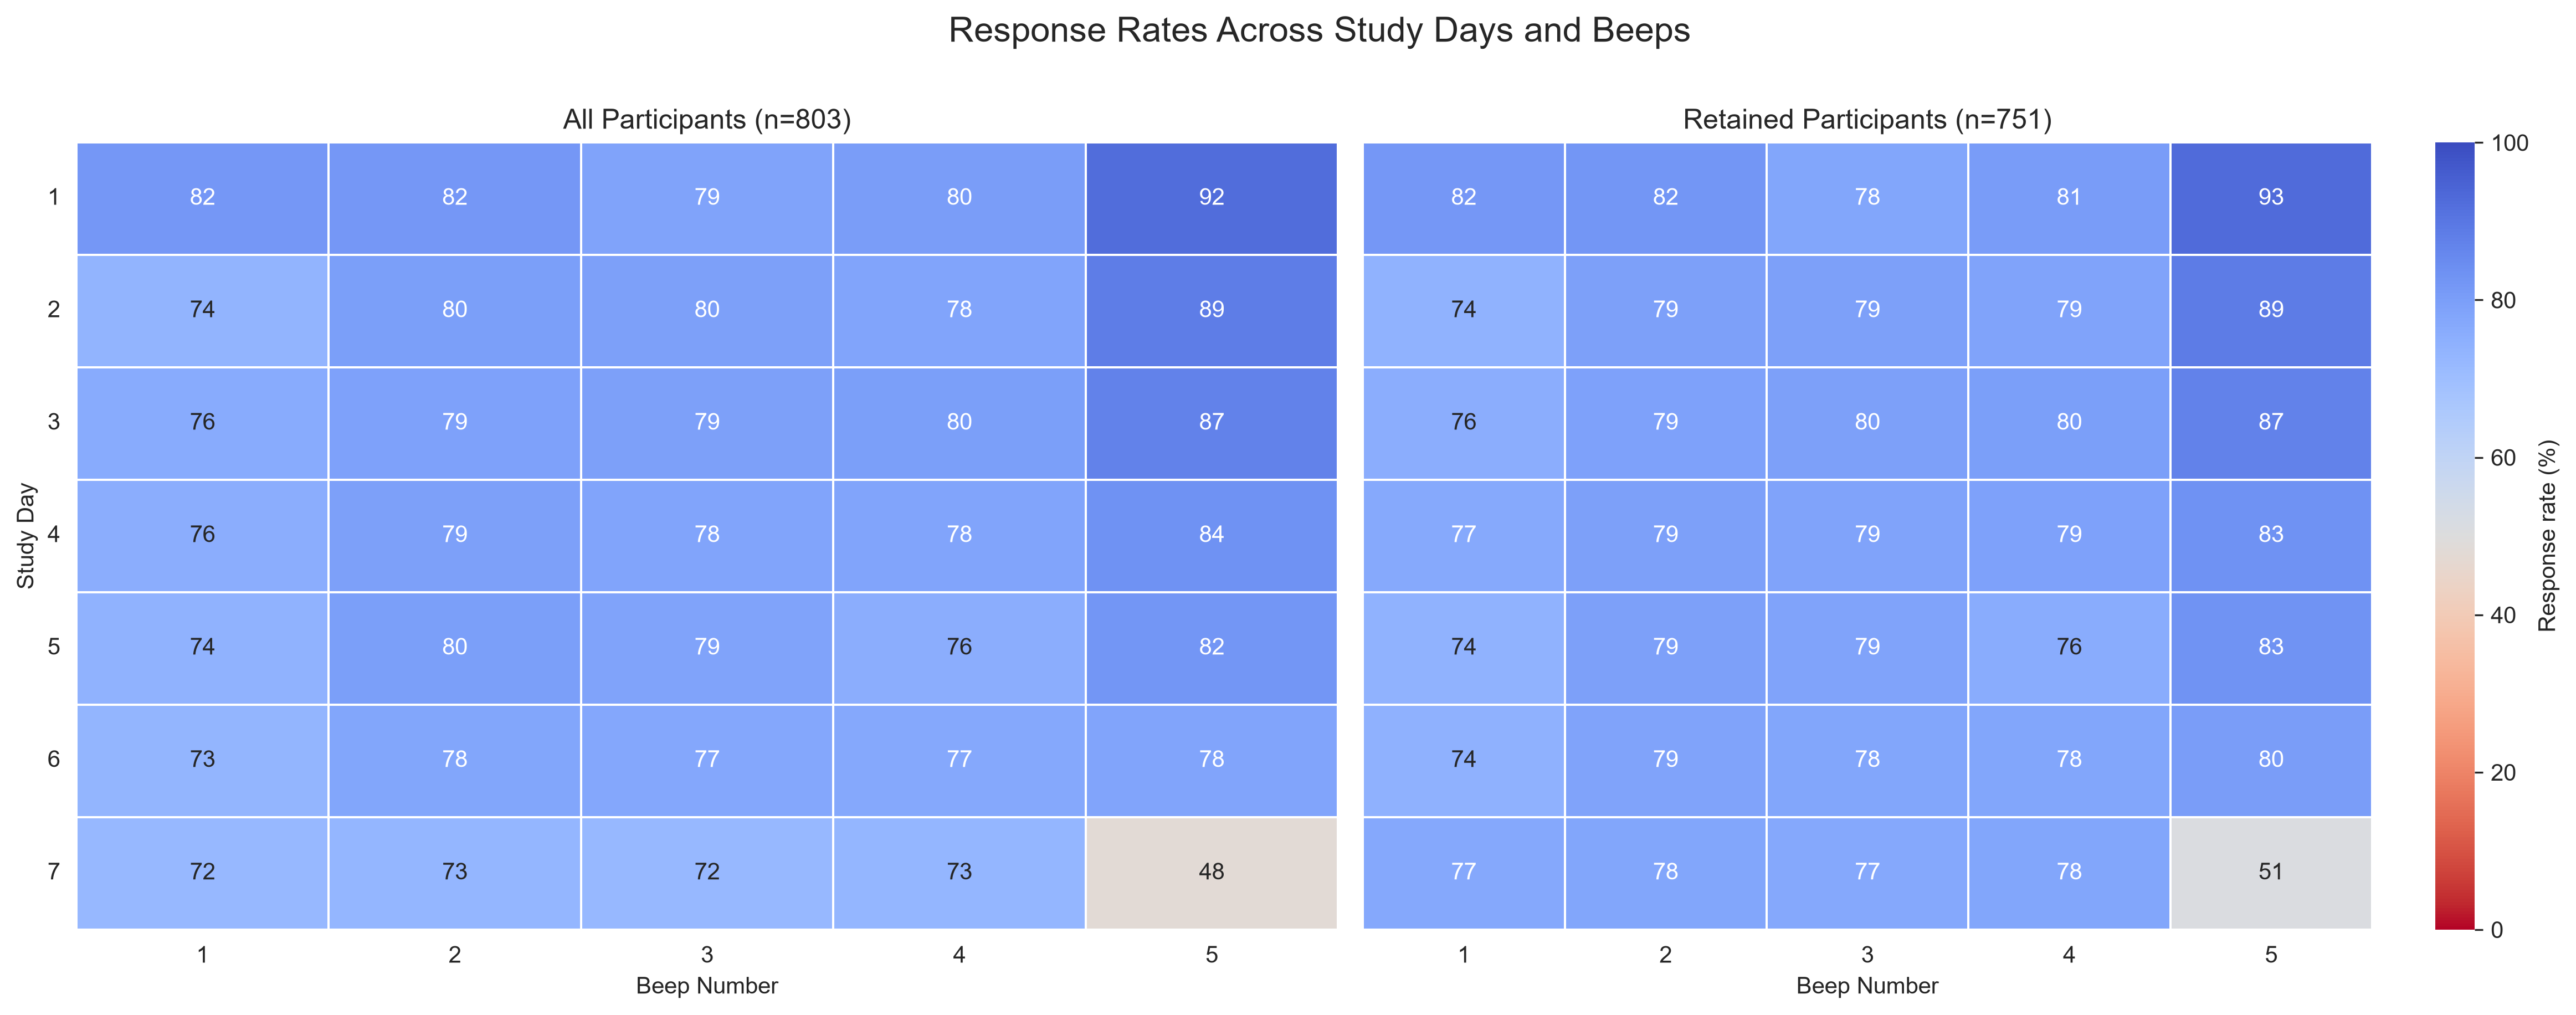 Response Rates Across Study Days and Beeps
All Participants (n=803)
Study Day
1 82 82 79 80 92
2 74 80 80 78 89
3 76 79 79 80 87
4 76 79 78 78 84
5 74 80 79 76 82
6 73 78 77 77 78
7 72 73 72 73 48
1 2 3 4 5
Beep Number
Retained Participants (n=751)
82 82 78 81 93
74 79 79 79 89
76 79 80 80 87
77 79 79 79 83
74 79 79 76 83
74 79 78 78 80
77 78 77 78 51
1 2 3 4 5
Beep Number
100
80
60
40
20
0
Response rate (%)